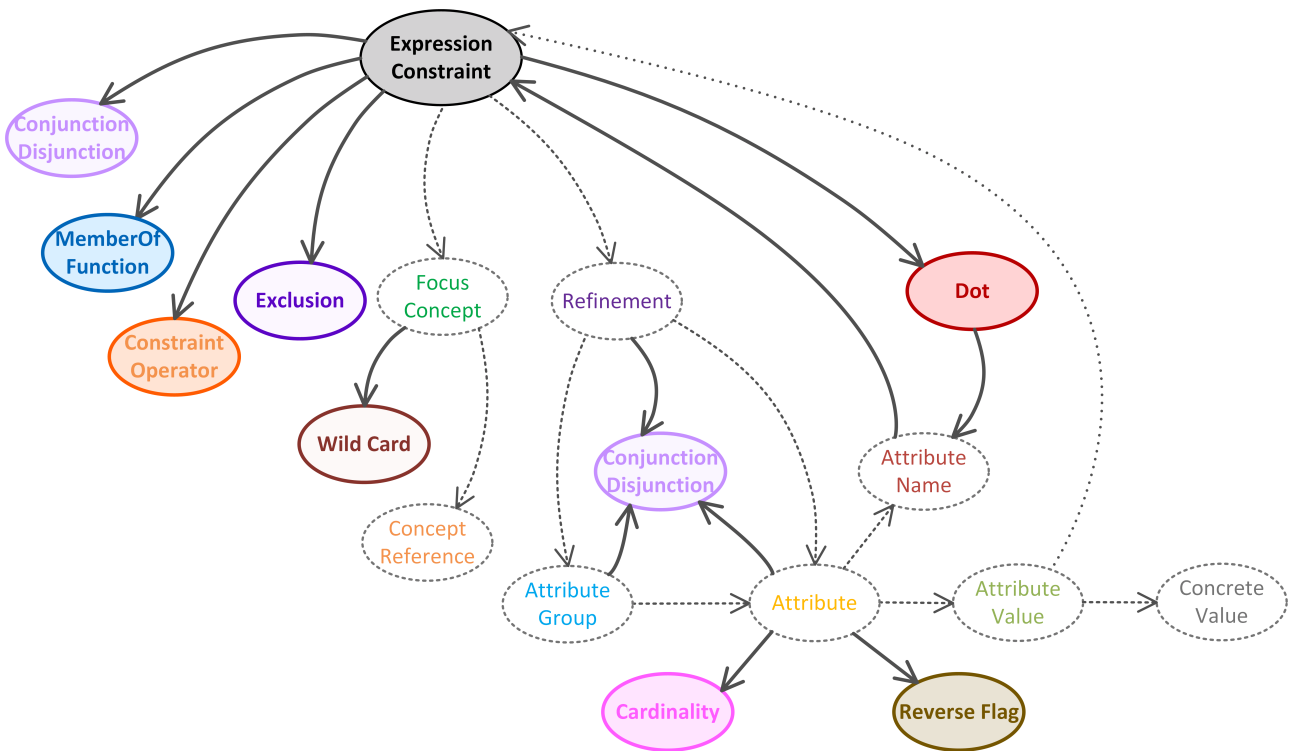 Expression
Constraint
Conjunction
Disjunction
MemberOf
Function
Exclusion
Focus
Concept
Refinement
Dot
Constraint
Operator
Wild Card
Conjunction
Disjunction
Attribute
Name
Concept
Reference
Attribute
Group
Attribute
Attribute
Value
Concrete
Value
Cardinality
Reverse Flag